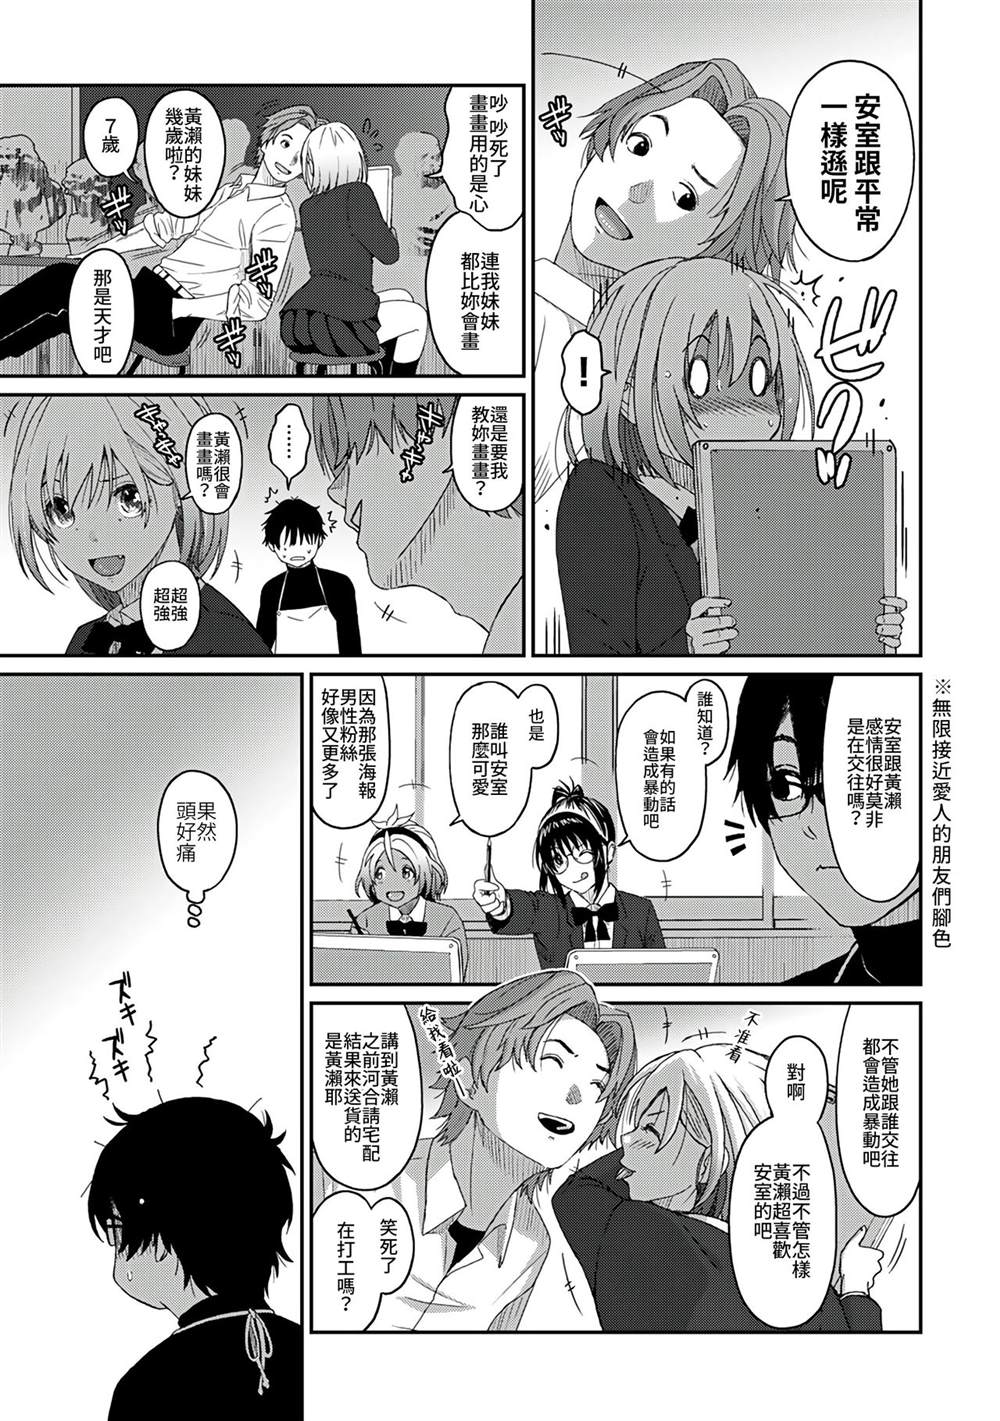 安室跟平常
一樣遜呢
!
ビクッ
吵 吵死了
畫畫用的是心
連我妹妹
都比妳會畫
黃瀨的妹妹
幾歲啦？
7歲
那是天才吧
還是要我
教妳畫畫？
……
黃瀨很會
畫畫嗎？
超強
超強
※無限接近愛人的朋友們腳色
安室跟黃瀨
感情很好莫非
是在交往嗎？
誰知道？
如果有的話
會造成暴動吧
也是
誰叫安室
那麼可愛
因為那張海報
男性粉絲
好像又更多了
不管她跟誰交往
都會造成暴動吧
對啊
不過不管怎樣
黃瀨超喜歡
安室的吧
不准看
給我看啦—
講到黃瀨
之前河合請宅配
結果來送貨的
是黃瀨耶
笑死了
在打工嗎？
果然
頭好痛
ズキ
ズキ